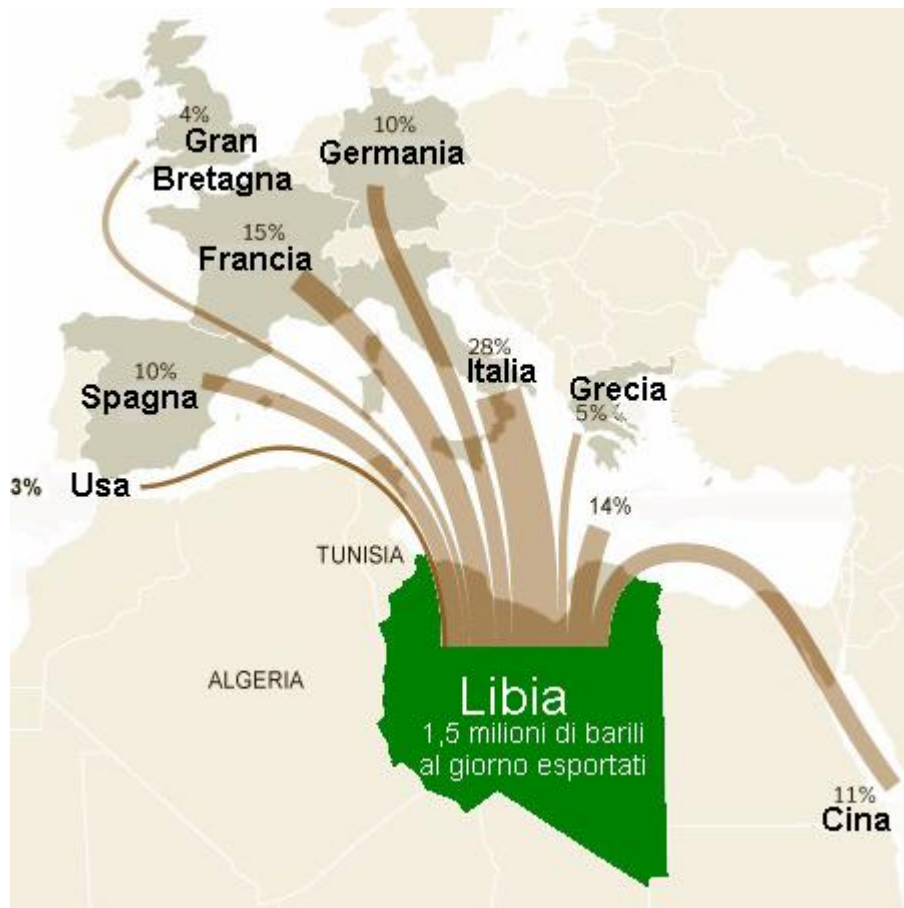 4%
Gran
Bretagna
10%
Germania
15%
Francia
28%
Italia
10%
Spagna
Grecia
5%
3% Usa
14%
TUNISIA
ALGERIA
Libia
1,5 milioni di barili
al giorno esportati
11%
Cina